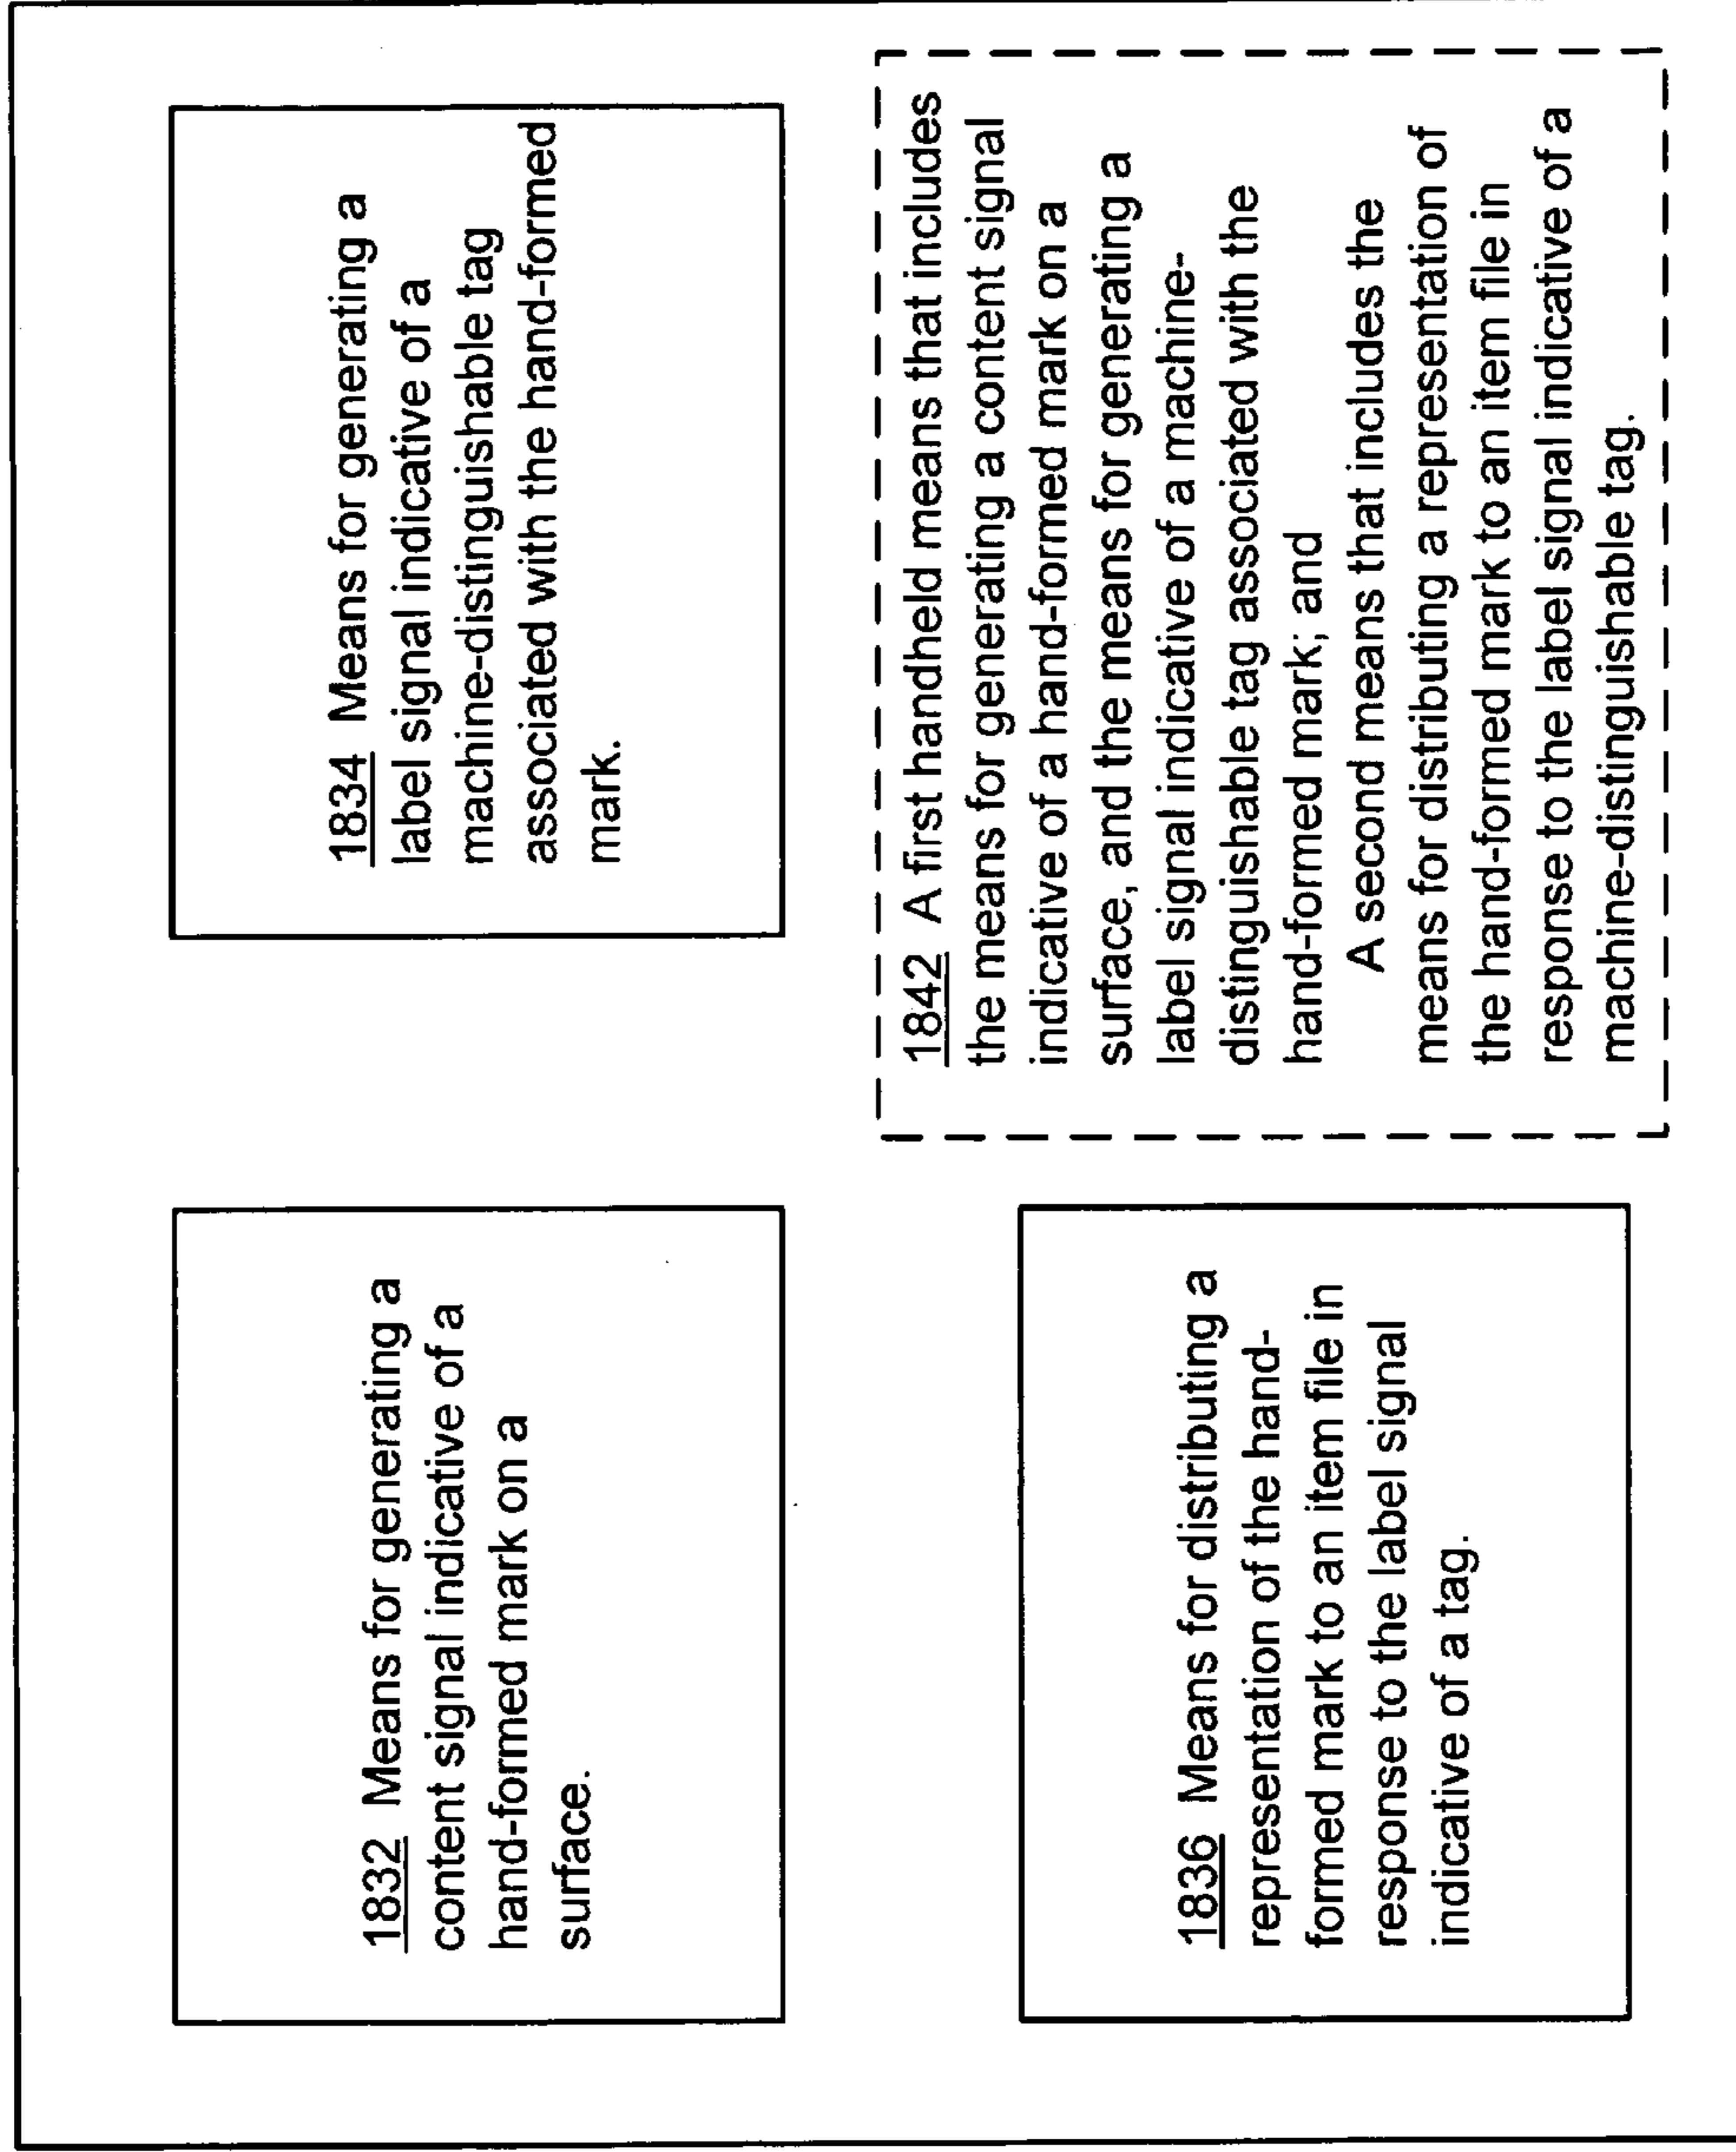 1832 Means for generating a
content signal indicative of a
hand-formed mark on a
surface.
1834 Means for generating a
label signal indicative of a
machine-distinguishable tag
associated with the hand-formed
mark.
1836 Means for distributing a
representation of the hand-
formed mark to an item file in
response to the label signal
indicative of a tag.
1842 A first handheld means that includes
the means for generating a content signal
indicative of a hand-formed mark on a
surface, and the means for generating a
label signal indicative of a machine-
distinguishable tag associated with the
hand-formed mark; and
A second means that includes the
means for distributing a representation of
the hand-formed mark to an item file in
response to the label signal indicative of a
machine-distinguishable tag.